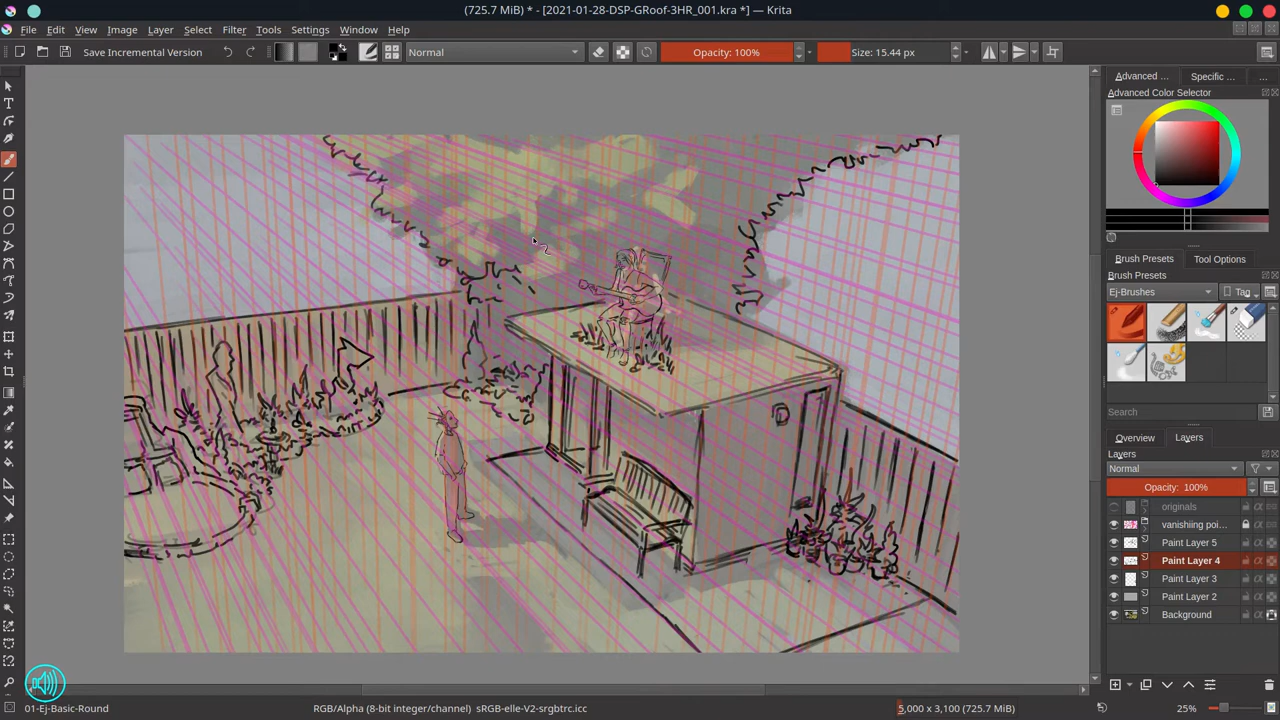 (725.7 MiB) * - [2021-01-28-DSP-GRoof-3HR_001.kra *] — Krita
File Edit View Image Layer Select Filter Tools Settings Window Help
Save Incremental Version Normal Opacity: 100% Size: 15.44 px
Advanced ... Specific ... ...
Advanced Color Selector
Brush Presets Tool Options
Brush Presets
Ej-Brushes Tag
Search
Overview Layers
Layers
Normal
Opacity: 100%
originals
vanishiing poi...
Paint Layer 5
Paint Layer 4
Paint Layer 3
Paint Layer 2
Background
01-Ej-Basic-Round RGB/Alpha (8-bit integer/channel) sRGB-elle-V2-srgbtrc.icc 5,000 x 3,100 (725.7 MiB) 25%